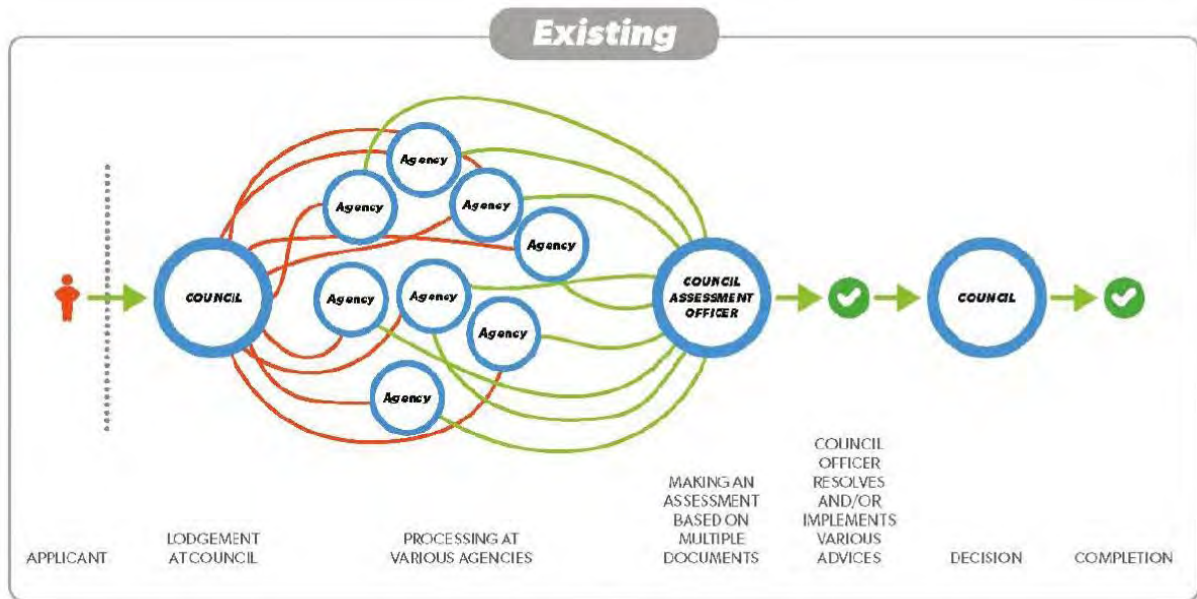 Existing
Agency
Agency
Agency
Agency
COUNCIL
Agency
Agency
Agency
Agency
COUNCIL
ASSESSMENT
OFFICER
COUNCIL
APPLICANT
LODGEMENT
AT COUNCIL
PROCESSING AT
VARIOUS AGENCIES
MAKING AN
ASSESSMENT
BASED ON
MULTIPLE
DOCUMENTS
COUNCIL
OFFICER
RESOLVES
AND/OR
IMPLEMENTS
VARIOUS
ADVICES
DECISION
COMPLETION